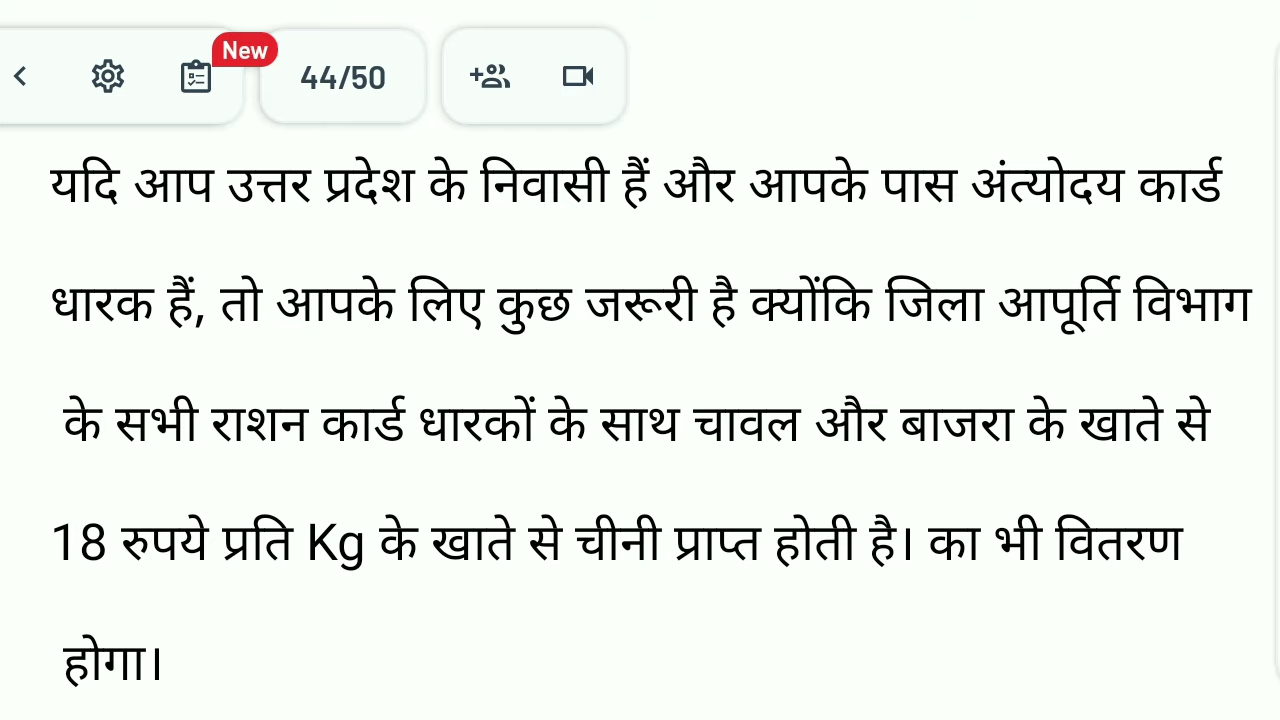 New
44/50
यदि आप उत्तर प्रदेश के निवासी हैं और आपके पास अंत्योदय कार्ड
धारक हैं, तो आपके लिए कुछ जरूरी है क्योंकि जिला आपूर्ति विभाग
के सभी राशन कार्ड धारकों के साथ चावल और बाजरा के खाते से
18 रुपये प्रति Kg के खाते से चीनी प्राप्त होती है। का भी वितरण
होगा।